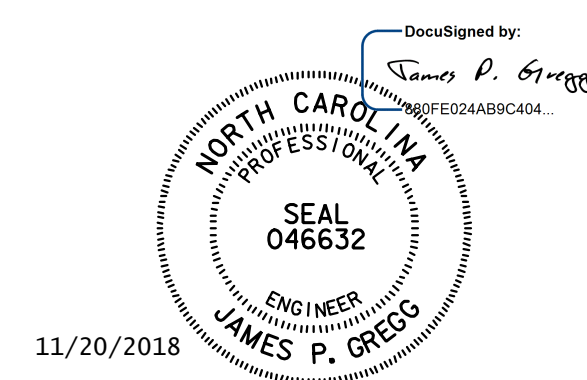 DocuSigned by:
James P. Gregg
880FE024AB9C404...
NORTH CAROLINA
PROFESSIONAL
SEAL
046632
ENGINEER
JAMES P. GREGG
11/20/2018